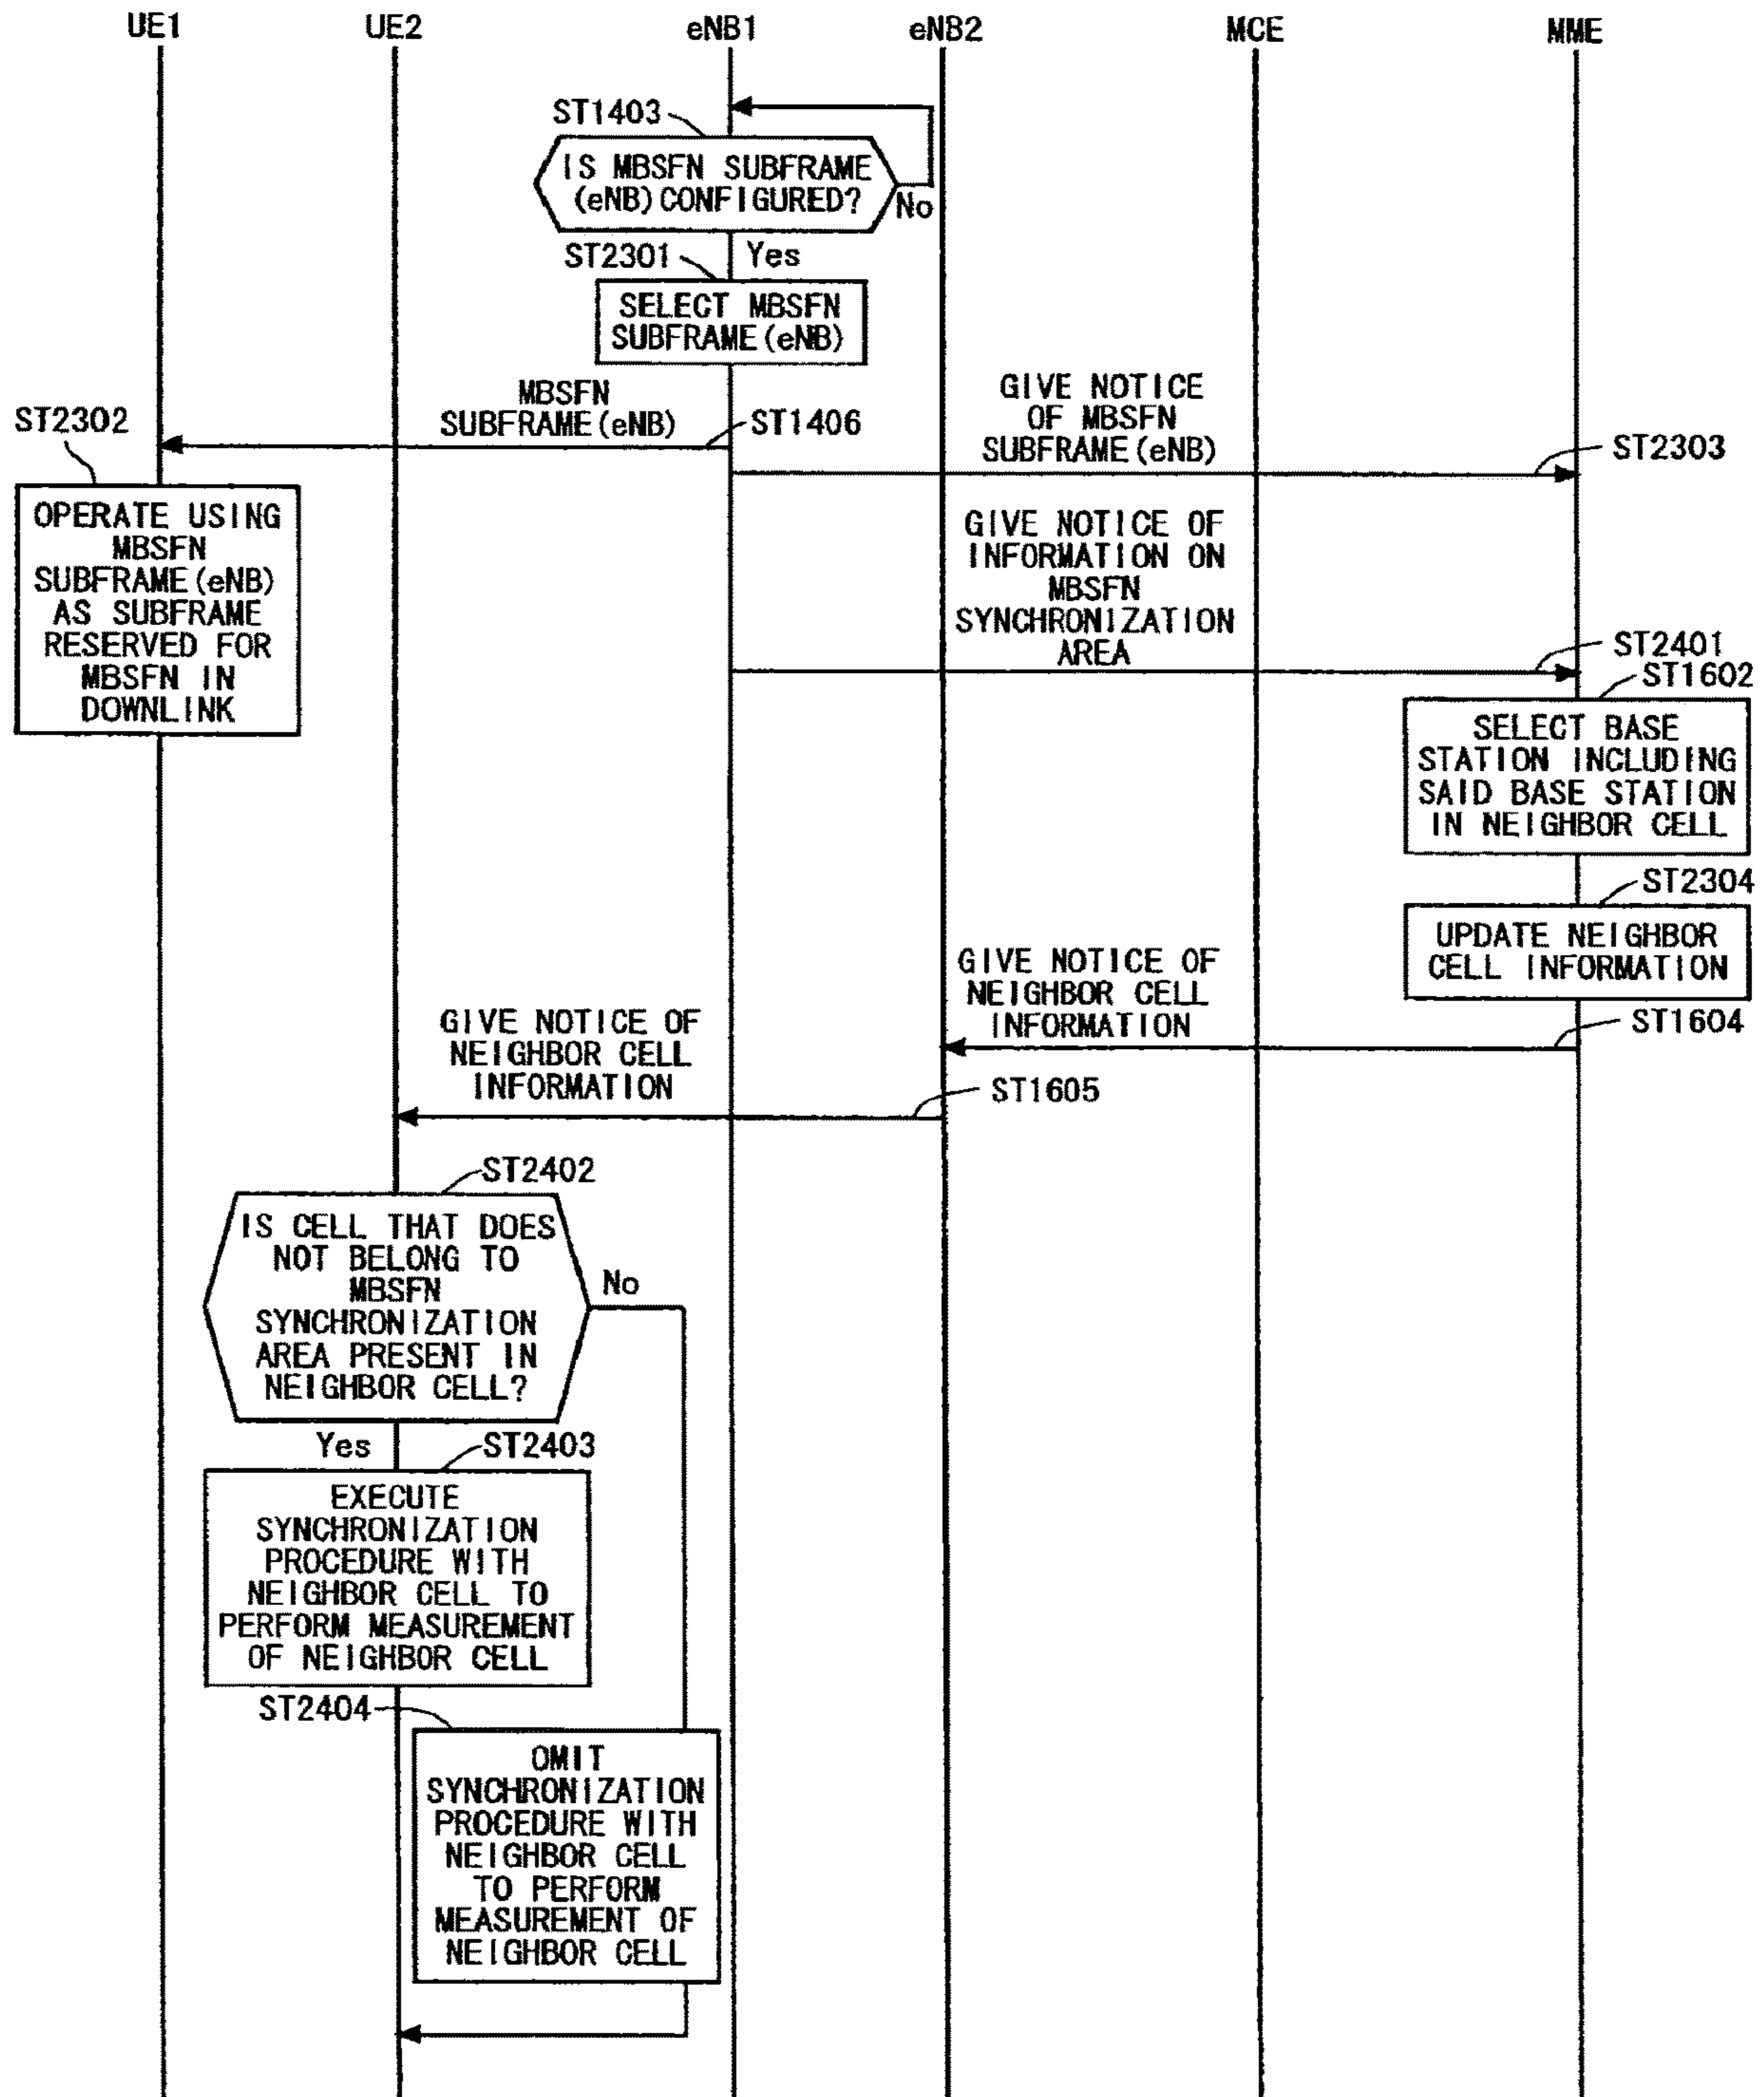 UE1 UE2 eNB1 eNB2 MCE MME
ST1403
IS MBSFN SUBFRAME
(eNB) CONFIGURED?
No
ST2301
Yes
SELECT MBSFN
SUBFRAME (eNB)
MBSFN
SUBFRAME (eNB)
ST1406
GIVE NOTICE
OF MBSFN
SUBFRAME (eNB)
ST2303
ST2302
OPERATE USING
MBSFN
SUBFRAME (eNB)
AS SUBFRAME
RESERVED FOR
MBSFN IN
DOWNLINK
GIVE NOTICE OF
INFORMATION ON
MBSFN
SYNCHRONIZATION
AREA
ST2401
ST1602
SELECT BASE
STATION INCLUDING
SAID BASE STATION
IN NEIGHBOR CELL
ST2304
UPDATE NEIGHBOR
CELL INFORMATION
GIVE NOTICE OF
NEIGHBOR CELL
INFORMATION
ST1604
GIVE NOTICE OF
NEIGHBOR CELL
INFORMATION
ST1605
ST2402
IS CELL THAT DOES
NOT BELONG TO
MBSFN
SYNCHRONIZATION
AREA PRESENT IN
NEIGHBOR CELL?
No
Yes
ST2403
EXECUTE
SYNCHRONIZATION
PROCEDURE WITH
NEIGHBOR CELL TO
PERFORM MEASUREMENT
OF NEIGHBOR CELL
ST2404
OMIT
SYNCHRONIZATION
PROCEDURE WITH
NEIGHBOR CELL
TO PERFORM
MEASUREMENT OF
NEIGHBOR CELL